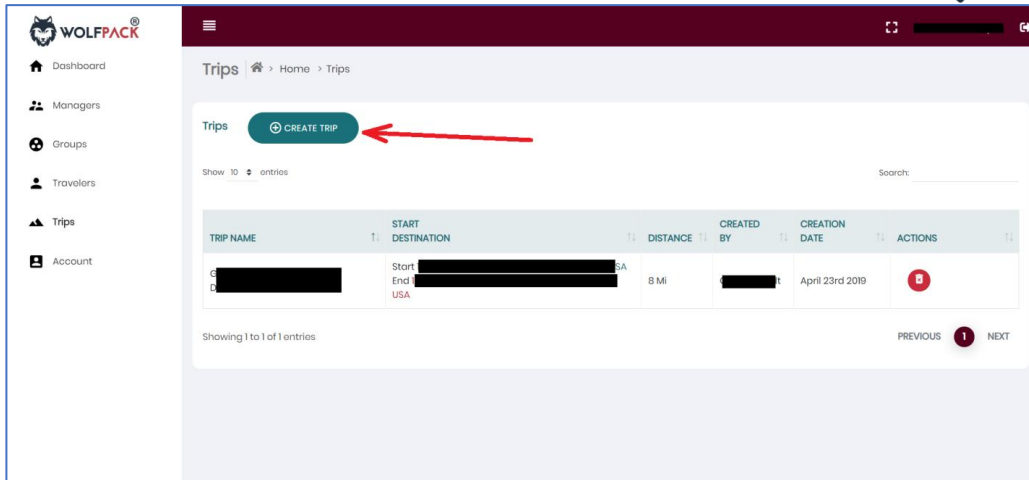 WOLFPACK®
Dashboard
Managers
Groups
Travelers
Trips
Account
Trips > Home > Trips
Trips
CREATE TRIP
Show 10 entries
Search:
TRIP NAME
START
DESTINATION
DISTANCE
CREATED
BY
CREATION
DATE
ACTIONS
G
D
Start SA
End
USA
8 Mi
t
April 23rd 2019
Showing 1 to 1 of 1 entries
PREVIOUS 1 NEXT